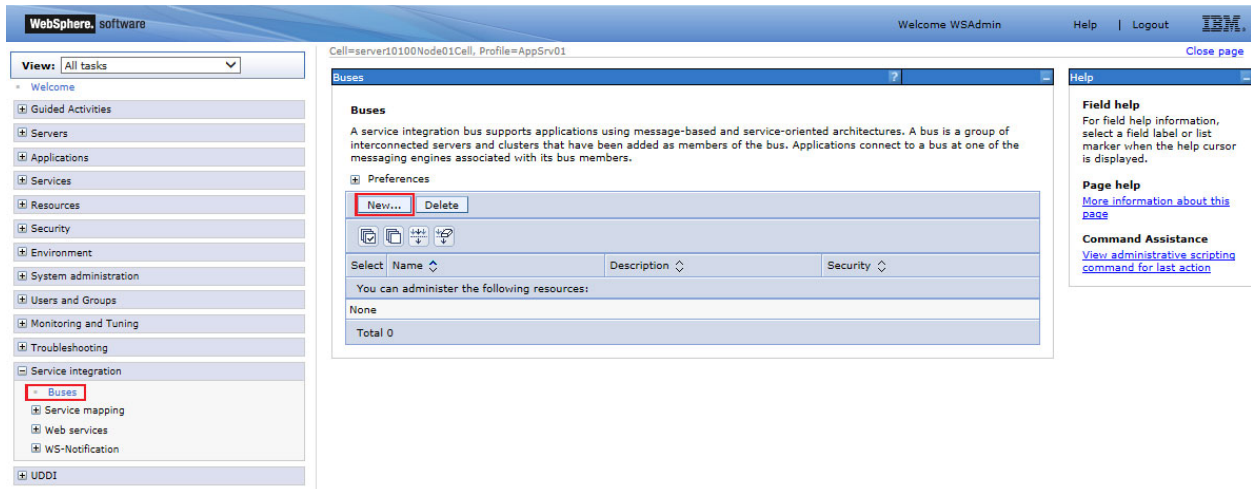 WebSphere. software
Welcome WSAdmin
Help | Logout
IBM.
View: All tasks
Welcome
Guided Activities
Servers
Applications
Services
Resources
Security
Environment
System administration
Users and Groups
Monitoring and Tuning
Troubleshooting
Service integration
Buses
Service mapping
Web services
WS-Notification
UDDI
Cell=server10100Node01Cell, Profile=AppSrv01
Close page
Buses
?
Buses
A service integration bus supports applications using message-based and service-oriented architectures. A bus is a group of
interconnected servers and clusters that have been added as members of the bus. Applications connect to a bus at one of the
messaging engines associated with its bus members.
Preferences
New... Delete
Select Name Description Security
You can administer the following resources:
None
Total 0
Help
Field help
For field help information,
select a field label or list
marker when the help cursor
is displayed.
Page help
More information about this
page
Command Assistance
View administrative scripting
command for last action